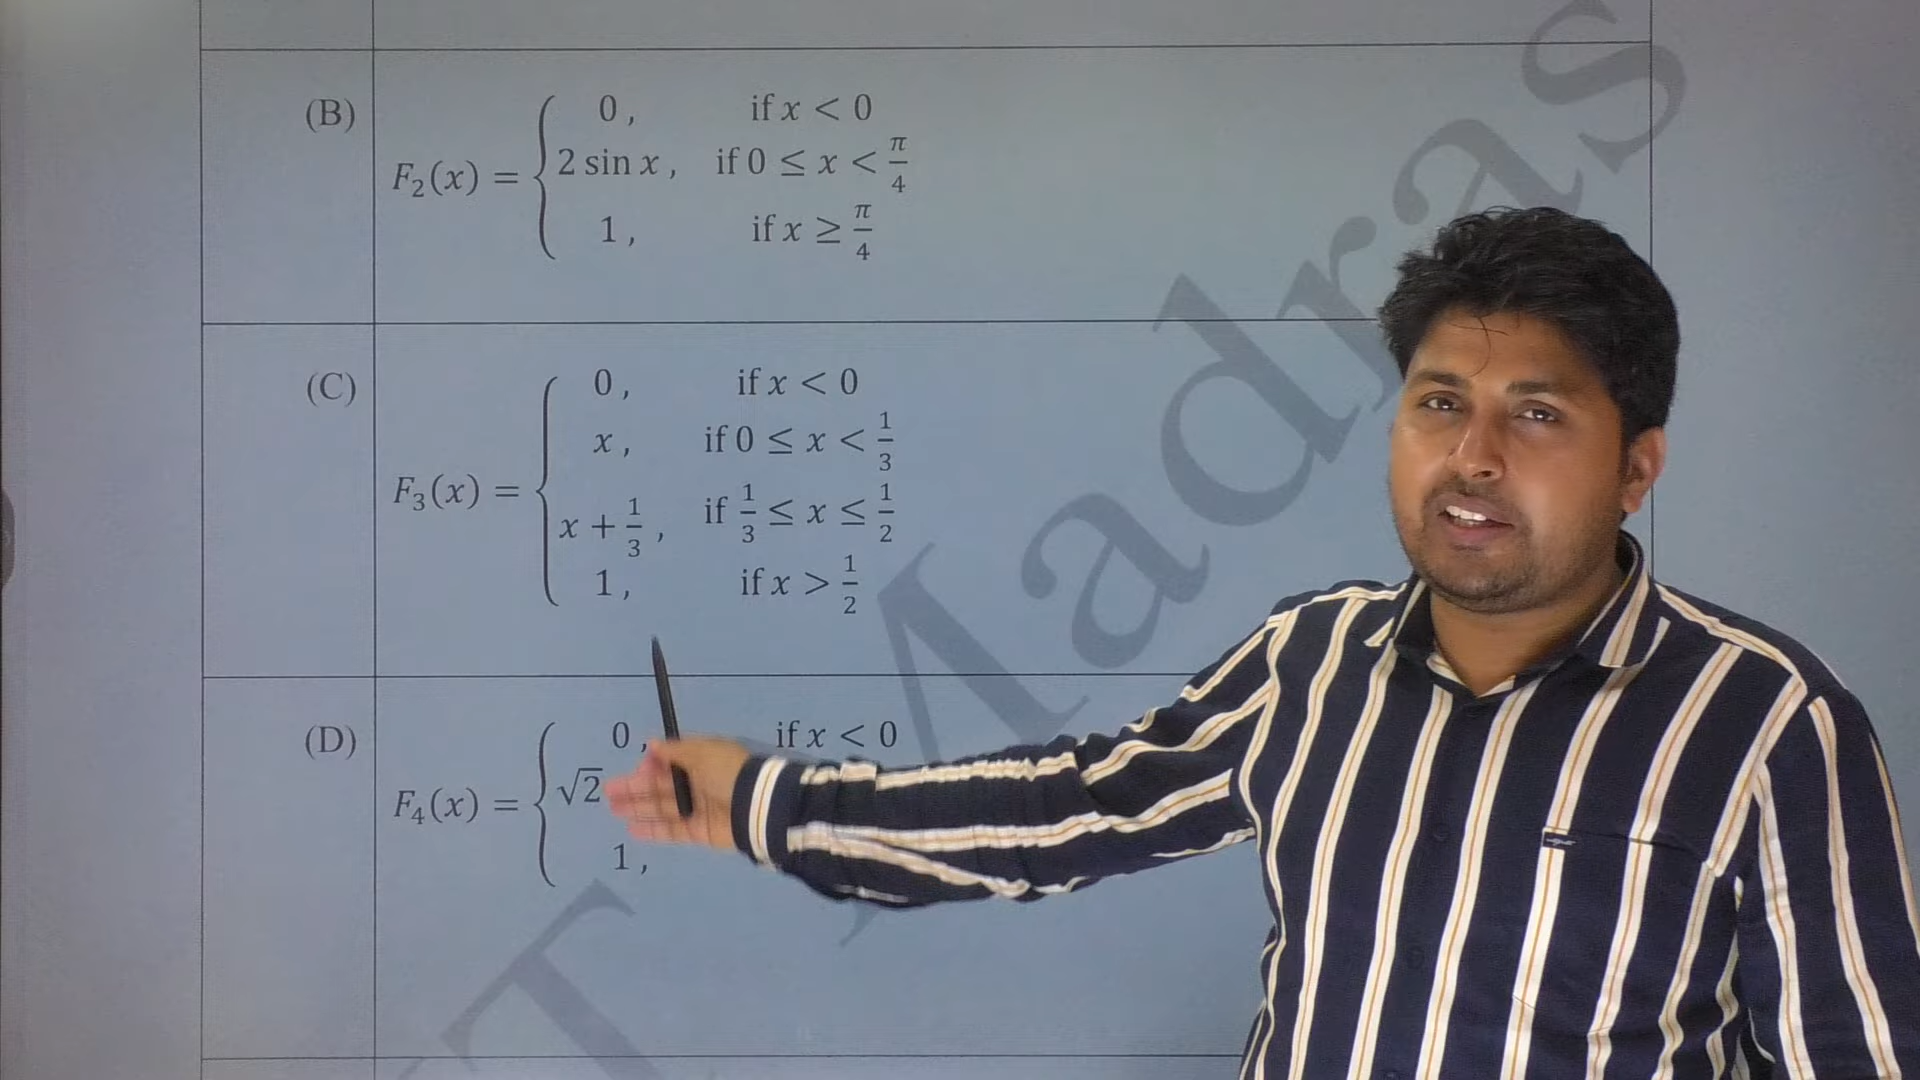 (B)
F₂(x) = { 0 , if x < 0
2 sin x , if 0 ≤ x < π/4
1 , if x ≥ π/4
(C)
F₃(x) = { 0 , if x < 0
x , if 0 ≤ x < 1/3
x + 1/3 , if 1/3 ≤ x ≤ 1/2
1 , if x > 1/2
(D)
F₄(x) = { 0 , if x < 0
√2
1 ,
T Madras